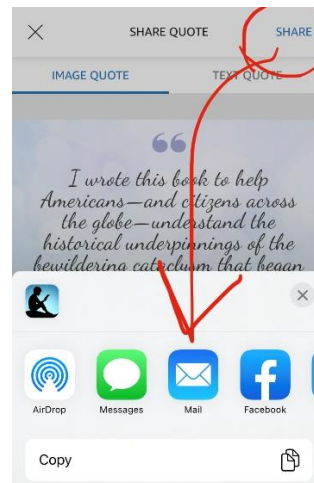 SHARE QUOTE
SHARE
IMAGE QUOTE
TEXT QUOTE
I wrote this book to help
Americans—and citizens across
the globe—understand the
historical underpinnings of the
bewildering cataclysm that began
AirDrop
Messages
Mail
Facebook
Copy